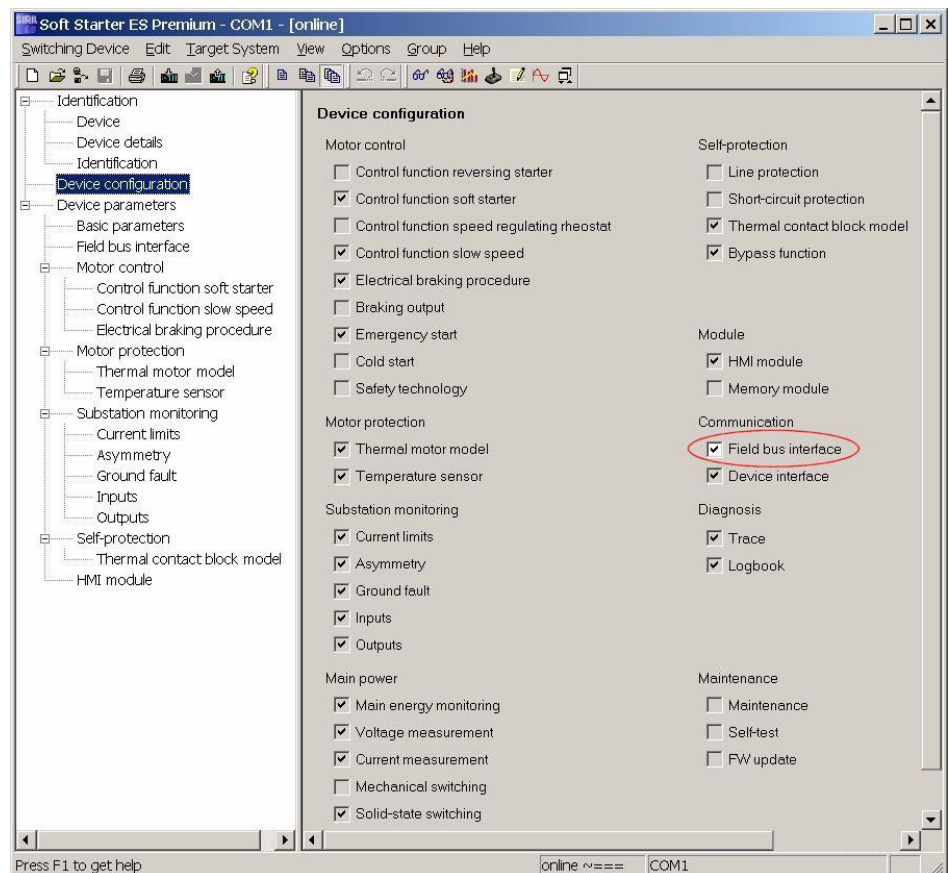 Soft Starter ES Premium - COM1 - [online]
Switching Device Edit Target System View Options Group Help
Identification
Device
Device details
Identification
Device configuration
Device parameters
Basic parameters
Field bus interface
Motor control
Control function soft starter
Control function slow speed
Electrical braking procedure
Motor protection
Thermal motor model
Temperature sensor
Substation monitoring
Current limits
Asymmetry
Ground fault
Inputs
Outputs
Self-protection
Thermal contact block model
HMI module
Device configuration
Motor control
Control function reversing starter
Control function soft starter
Control function speed regulating rheostat
Control function slow speed
Electrical braking procedure
Braking output
Emergency start
Cold start
Safety technology
Motor protection
Thermal motor model
Temperature sensor
Substation monitoring
Current limits
Asymmetry
Ground fault
Inputs
Outputs
Main power
Main energy monitoring
Voltage measurement
Current measurement
Mechanical switching
Solid-state switching
Self-protection
Line protection
Short-circuit protection
Thermal contact block model
Bypass function
Module
HMI module
Memory module
Communication
Field bus interface
Device interface
Diagnosis
Trace
Logbook
Maintenance
Maintenance
Self-test
FW update
Press F1 to get help
online ~===
COM1